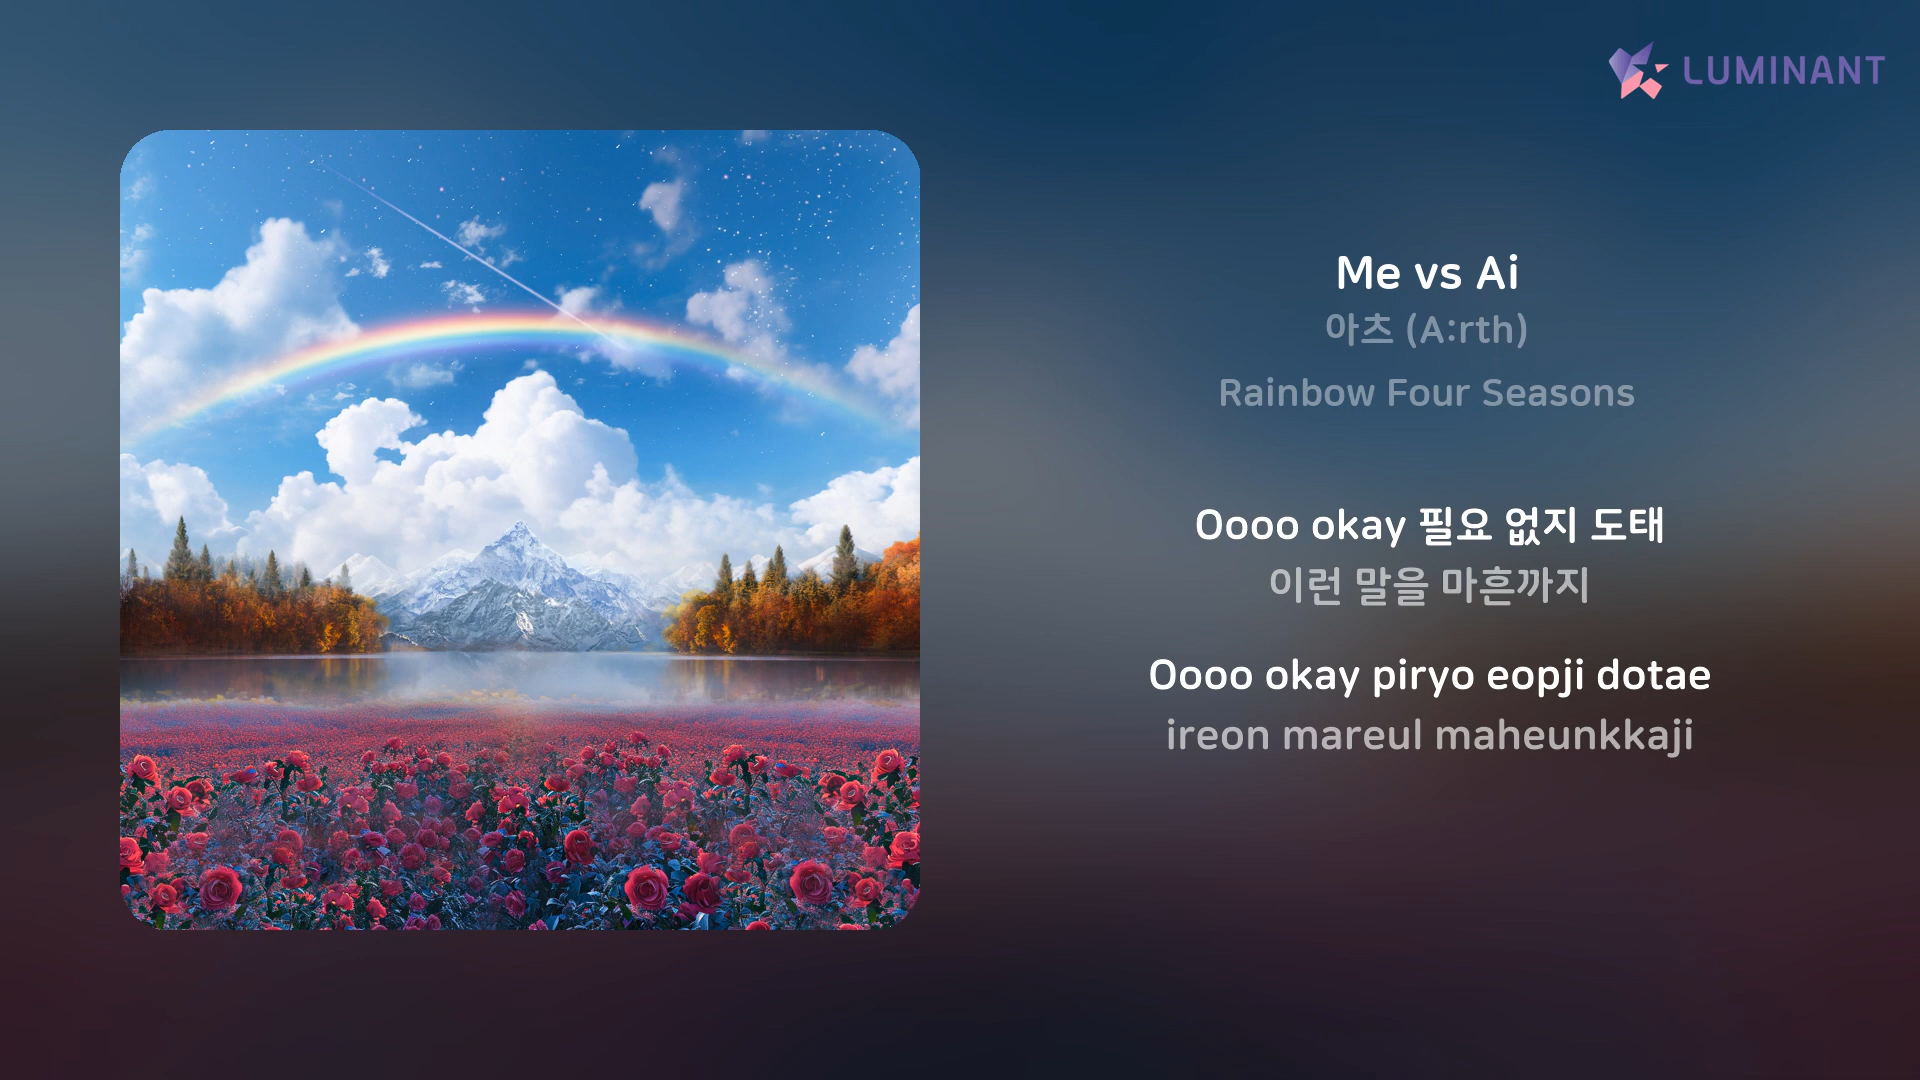 LUMINANT
Me vs Ai
아츠 (A:rth)
Rainbow Four Seasons
Oooo okay 필요 없지 도태
이런 말을 마흔까지
Oooo okay piryo eopji dotae
ireon mareul maheunkkaji